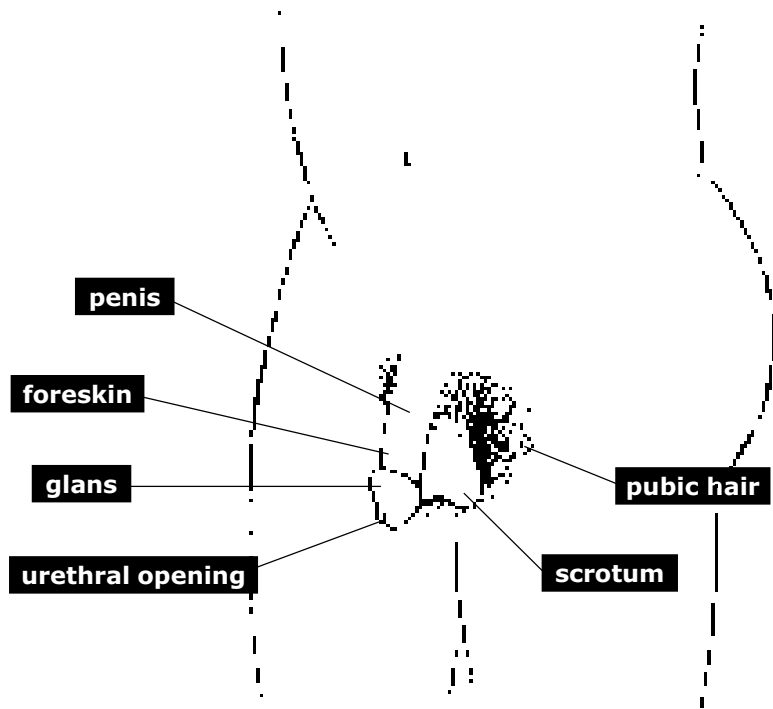 penis
foreskin
glans
pubic hair
urethral opening
scrotum